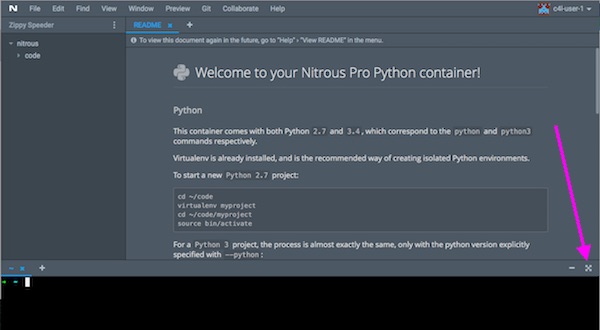 N File Edit Find View Window Preview Git Collaborate Help c4l-user-1
Zippy Speeder
README
nitrous
code
To view this document again in the future, go to "Help" › "View README" in the menu.
Welcome to your Nitrous Pro Python container!
Python
This container comes with both Python 2.7 and 3.4, which correspond to the python and python3
commands respectively.
Virtualenv is already installed, and is the recommended way of creating isolated Python environments.
To start a new Python 2.7 project:
cd ~/code
virtualenv myproject
cd ~/code/myproject
source bin/activate
For a Python 3 project, the process is almost exactly the same, only with the python version explicitly
specified with --python:
~
~